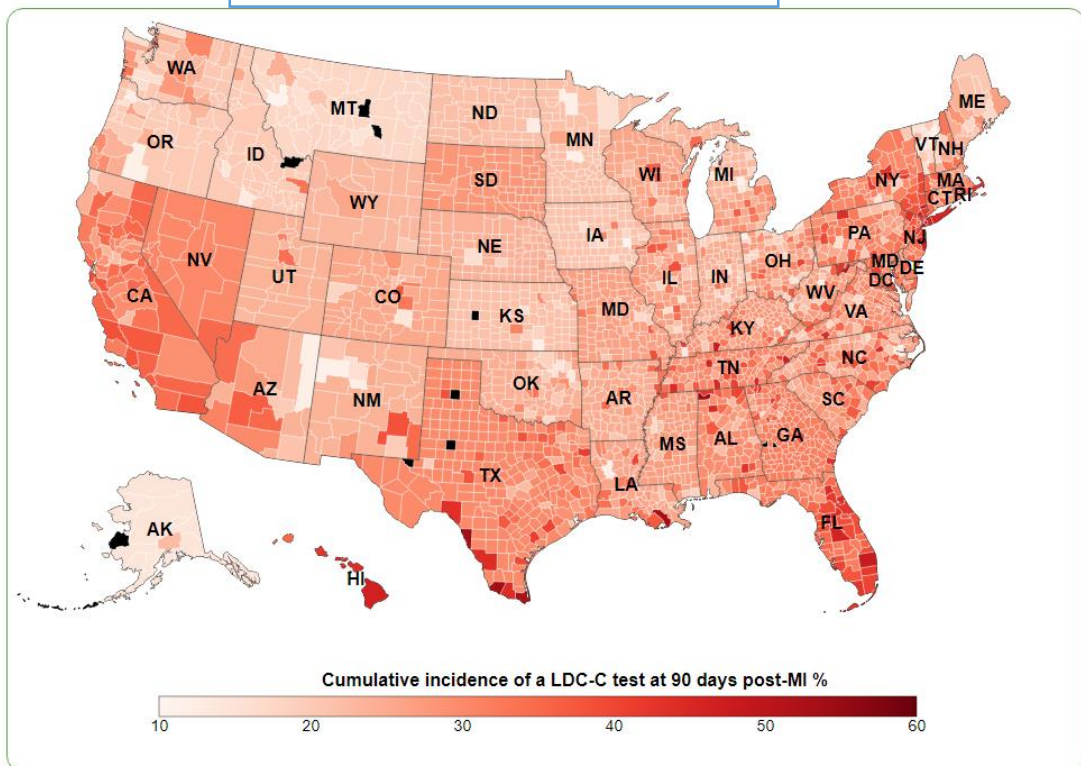 WA
ME
MT
ND
MN
OR
VT
NH
ID
WI
MI
NY
MA
SD
CT
RI
WY
IA
PA
NJ
NE
OH
MD
DE
NV
UT
IL
IN
DC
CA
CO
WV
KS
MD
VA
KY
NC
TN
AZ
OK
NM
AR
SC
MS
AL
GA
TX
LA
FL
AK
HI
Cumulative incidence of a LDC-C test at 90 days post-MI %
10 20 30 40 50 60